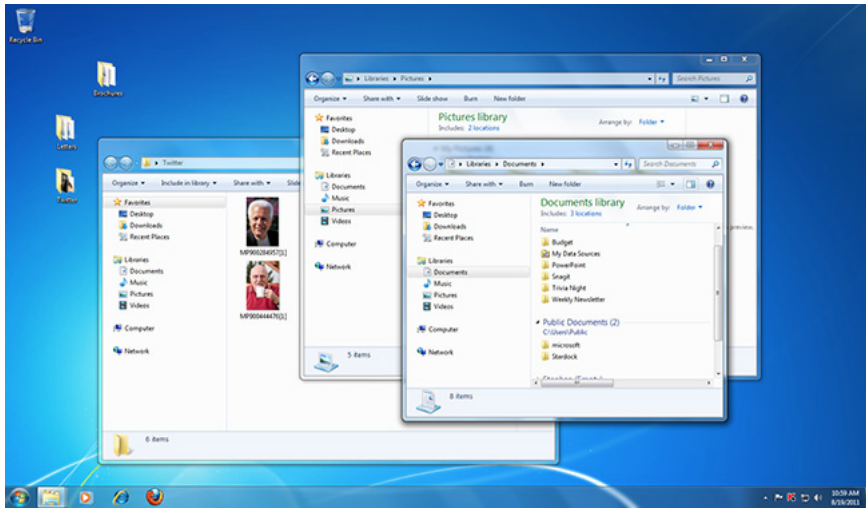 Recycle Bin
Brochures
Letters
Twitter
Libraries
Pictures
Search Pictures
Organize
Share with
Slide show
Burn
New folder
Favorites
Desktop
Downloads
Recent Places
Libraries
Documents
Music
Pictures
Videos
Computer
Network
Pictures library
Includes: 2 locations
Arrange by: Folder
preview.
5 items
Twitter
Organize
Include in library
Share with
Slide
Favorites
Desktop
Downloads
Recent Places
Libraries
Documents
Music
Pictures
Videos
Computer
Network
MP900284957[1]
MP900444476[1]
6 items
Libraries
Documents
Search Documents
Organize
Share with
Burn
New folder
Favorites
Desktop
Downloads
Recent Places
Libraries
Documents
Music
Pictures
Videos
Computer
Network
Documents library
Includes: 3 locations
Arrange by: Folder
Name
Budget
My Data Sources
PowerPoint
Snagit
Trivia Night
Weekly Newsletter
Public Documents (2)
C:\Users\Public
microsoft
Stardock
8 items
10:59 AM
8/19/2011